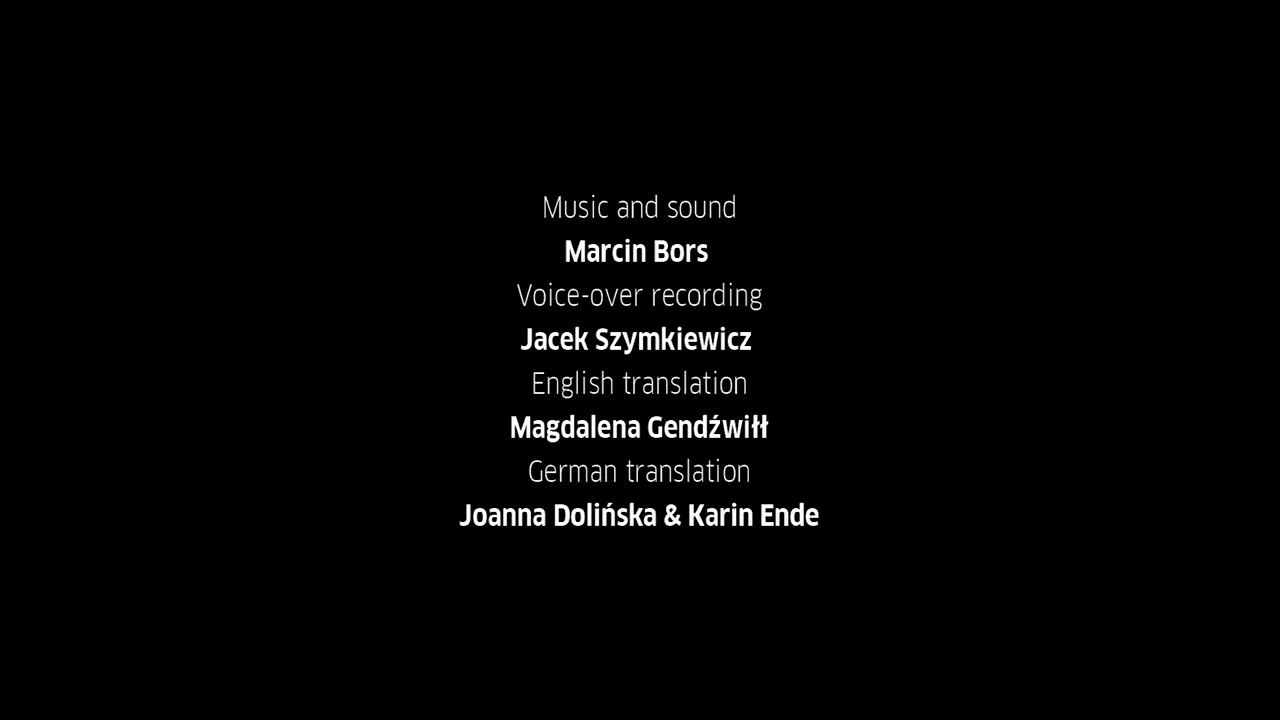 Music and sound
Marcin Bors
Voice-over recording
Jacek Szymkiewicz
English translation
Magdalena Gendźwiłł
German translation
Joanna Dolińska & Karin Ende